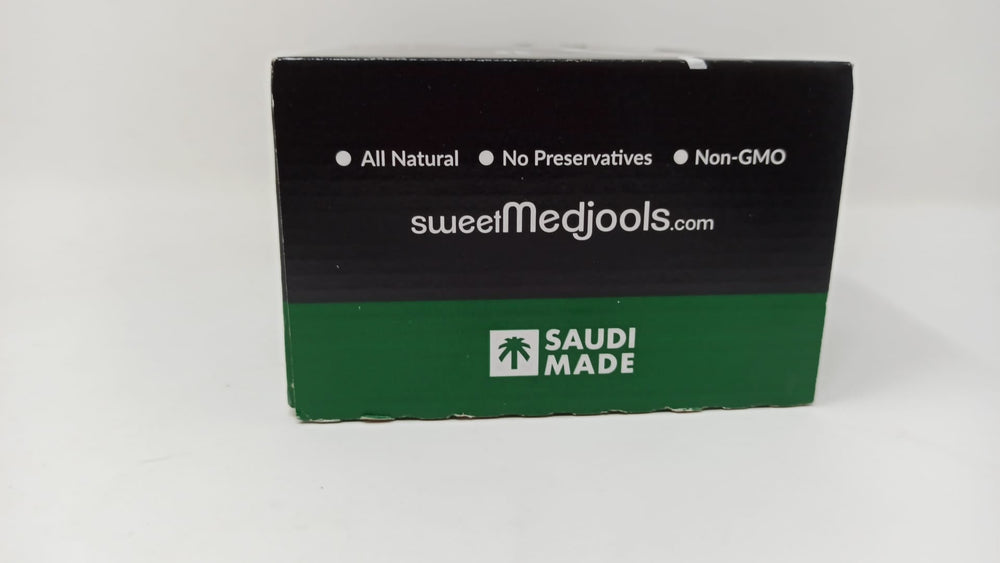 ● All Natural ● No Preservatives ● Non-GMO
sweetMedjools.com
SAUDI
MADE